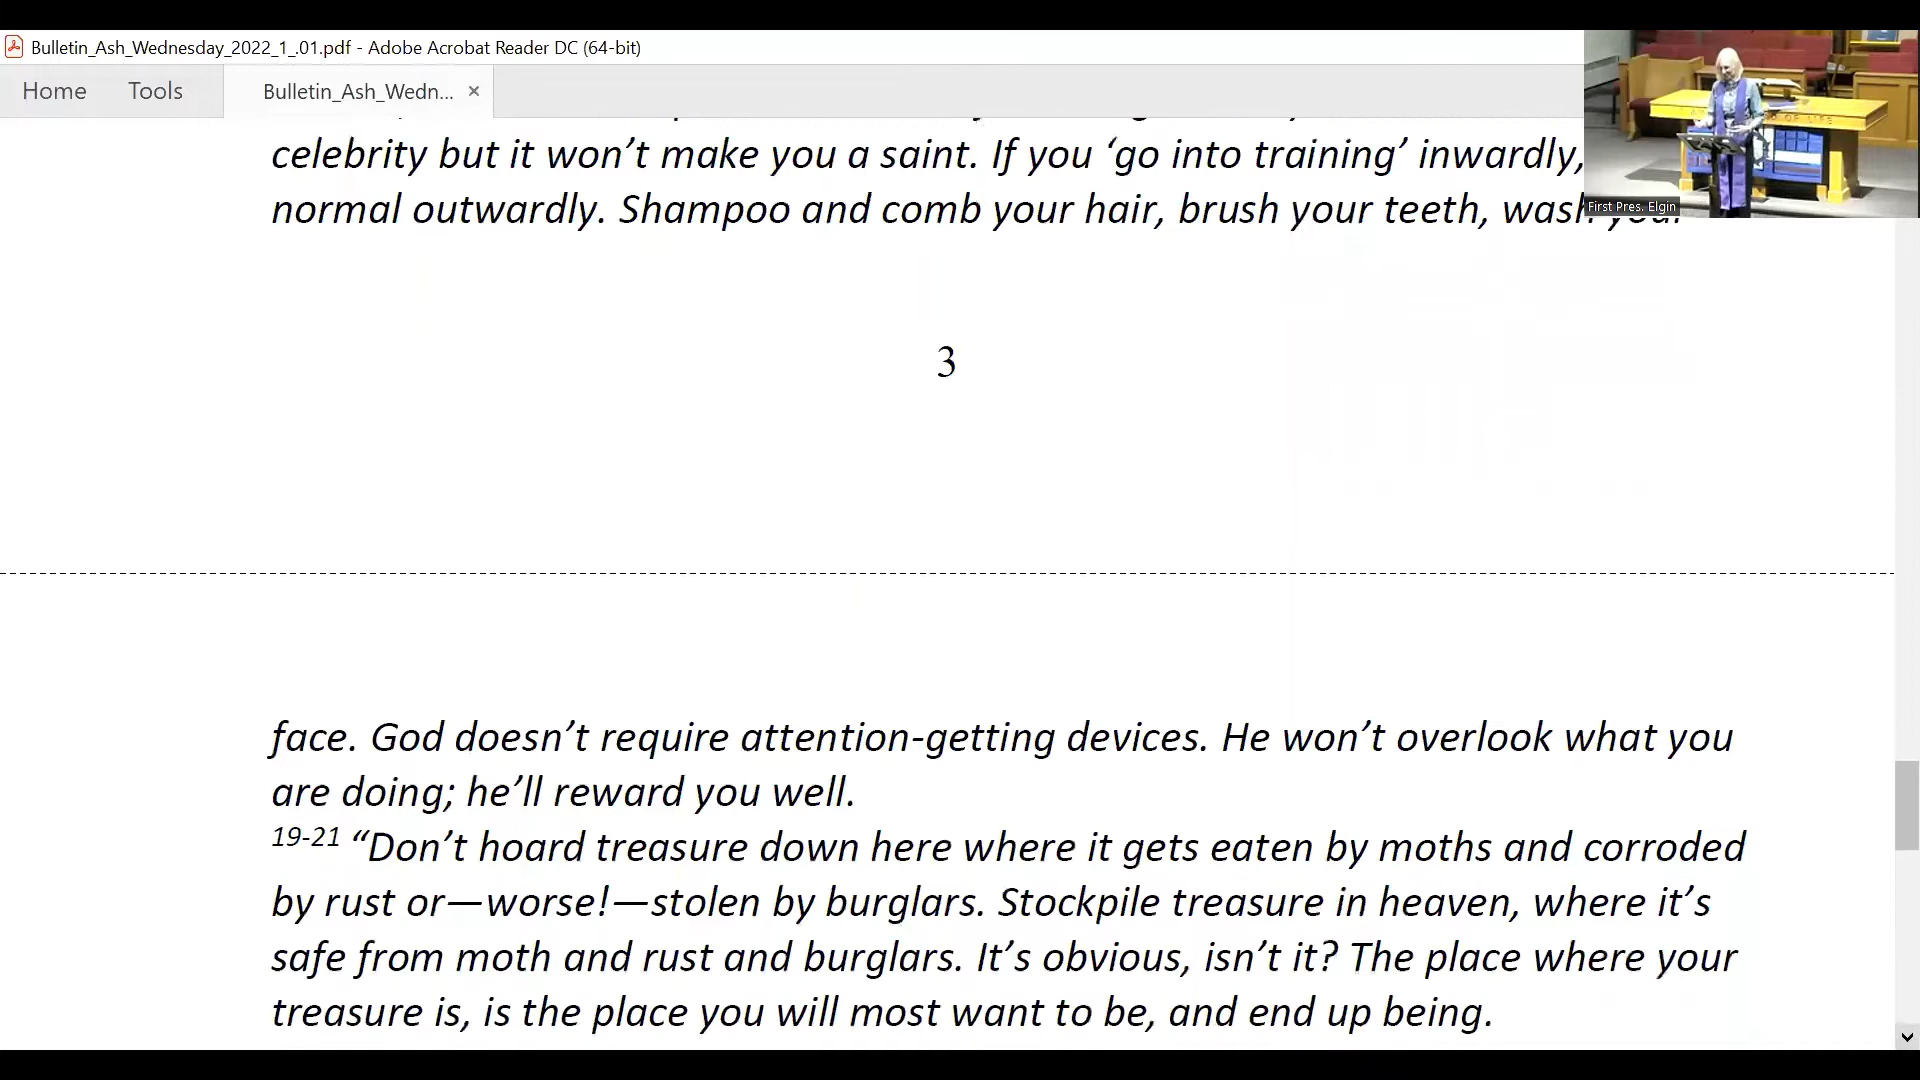 Bulletin_Ash_Wednesday_2022_1_.01.pdf - Adobe Acrobat Reader DC (64-bit)
Home Tools Bulletin_Ash_Wedn... ×
celebrity but it won’t make you a saint. If you ‘go into training’ inwardly,
normal outwardly. Shampoo and comb your hair, brush your teeth, wash your
First Pres. Elgin
3
face. God doesn’t require attention-getting devices. He won’t overlook what you
are doing; he’ll reward you well.
19-21 “Don’t hoard treasure down here where it gets eaten by moths and corroded
by rust or—worse!—stolen by burglars. Stockpile treasure in heaven, where it’s
safe from moth and rust and burglars. It’s obvious, isn’t it? The place where your
treasure is, is the place you will most want to be, and end up being.